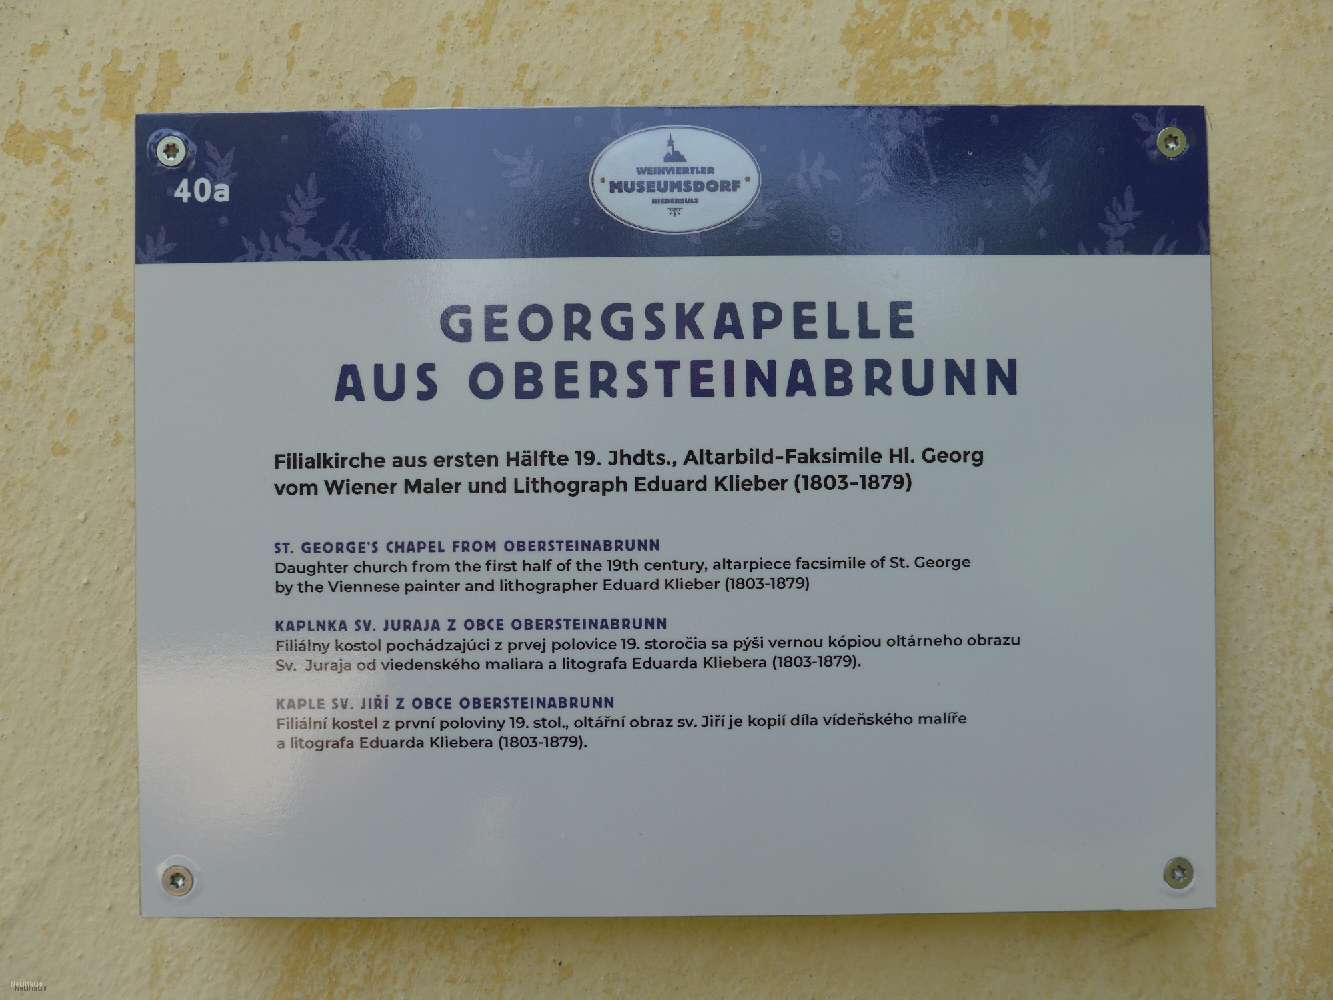 40a
WEINVIERTLER
MUSEUMSDORF
NIEDERSULZ
GEORGSKAPELLE
AUS OBERSTEINABRUNN
Filialkirche aus ersten Hälfte 19. Jhdts., Altarbild-Faksimile Hl. Georg
vom Wiener Maler und Lithograph Eduard Klieber (1803-1879)
ST. GEORGE'S CHAPEL FROM OBERSTEINABRUNN
Daughter church from the first half of the 19th century, altarpiece facsimile of St. George
by the Viennese painter and lithographer Eduard Klieber (1803-1879)
KAPLNKA SV. JURAJA Z OBCE OBERSTEINABRUNN
Filiálny kostol pochádzajúci z prvej polovice 19. storočia sa pýši vernou kópiou oltárneho obrazu
Sv. Juraja od viedenského maliara a litografa Eduarda Kliebera (1803-1879).
KAPLE SV. JIŘÍ Z OBCE OBERSTEINABRUNN
Filiální kostel z první poloviny 19. stol., oltářní obraz sv. Jiří je kopií díla vídeňského malíře
a litografa Eduarda Kliebera (1803-1879).
Neuhaus